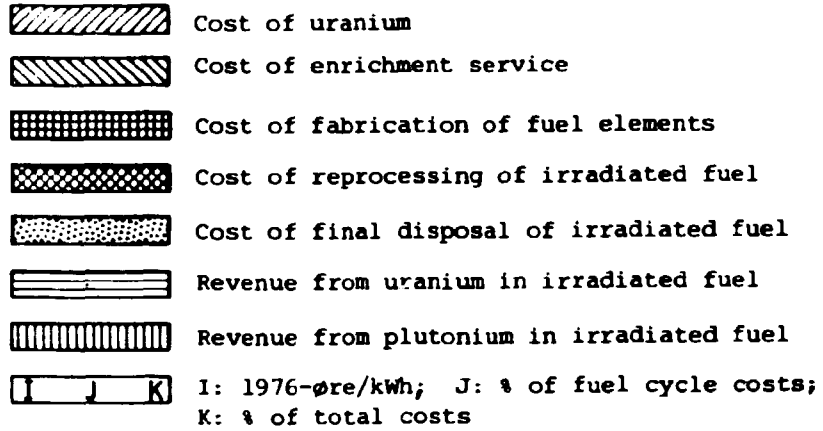 Cost of uranium
Cost of enrichment service
Cost of fabrication of fuel elements
Cost of reprocessing of irradiated fuel
Cost of final disposal of irradiated fuel
Revenue from uranium in irradiated fuel
Revenue from plutonium in irradiated fuel
I J K I: 1976-øre/kWh; J: % of fuel cycle costs;
K: % of total costs